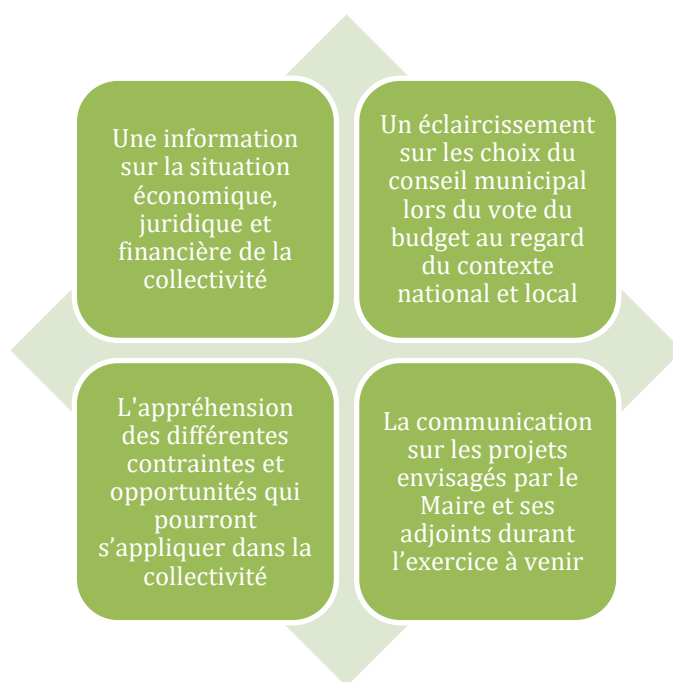 Une information
sur la situation
économique,
juridique et
financière de la
collectivité
Un éclaircissement
sur les choix du
conseil municipal
lors du vote du
budget au regard
du contexte
national et local
L'appréhension
des différentes
contraintes et
opportunités qui
pourront
s’appliquer dans la
collectivité
La communication
sur les projets
envisagés par le
Maire et ses
adjoints durant
l’exercice à venir